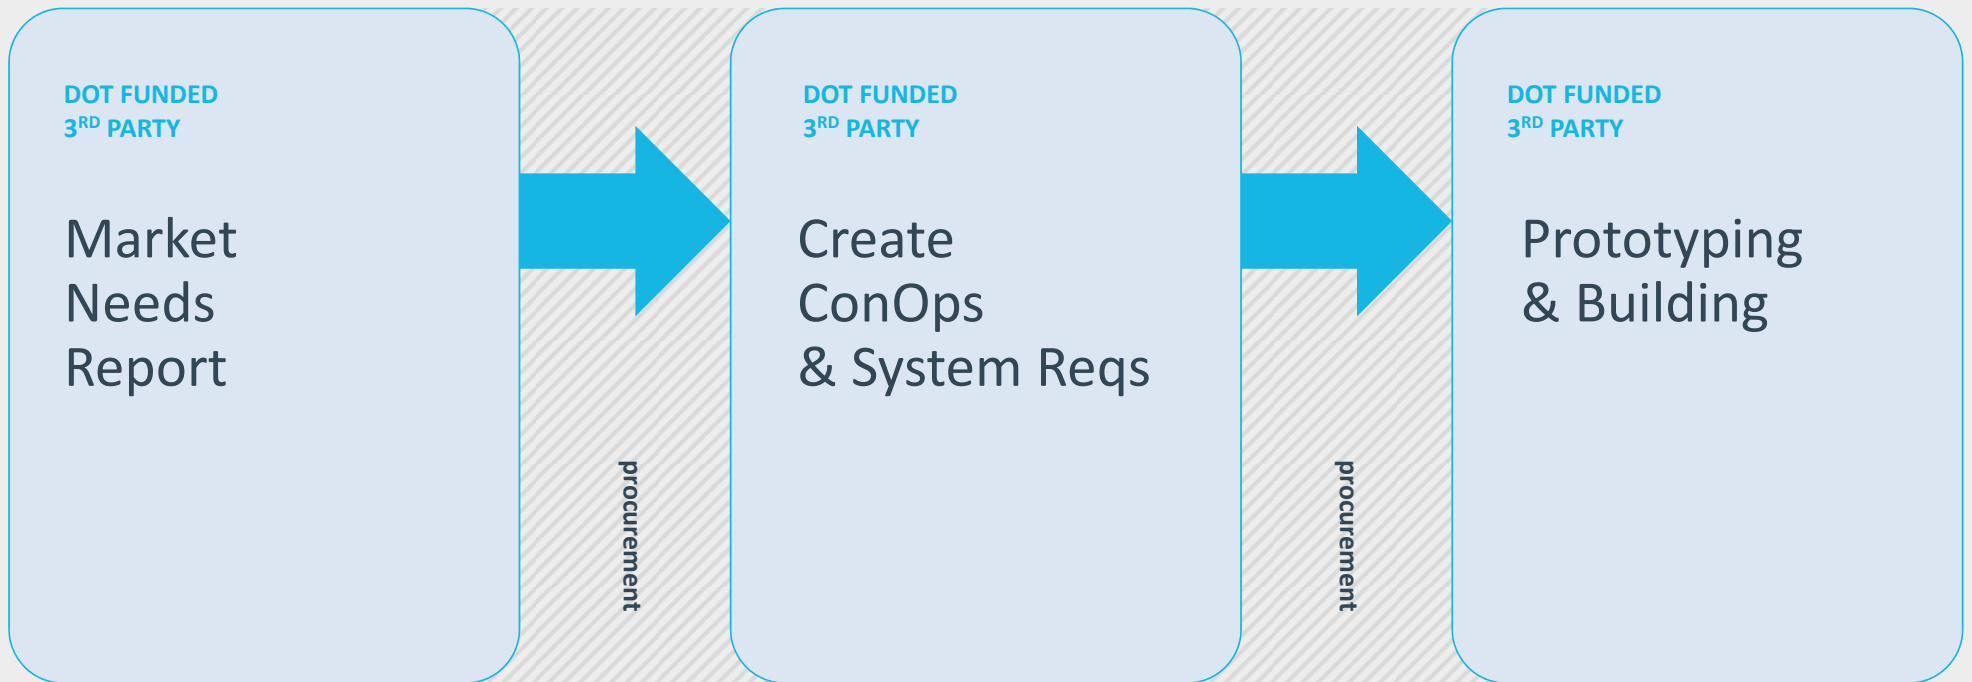 DOT FUNDED
3RD PARTY
Market
Needs
Report
procurement
DOT FUNDED
3RD PARTY
Create
ConOps
& System Reqs
procurement
DOT FUNDED
3RD PARTY
Prototyping
& Building